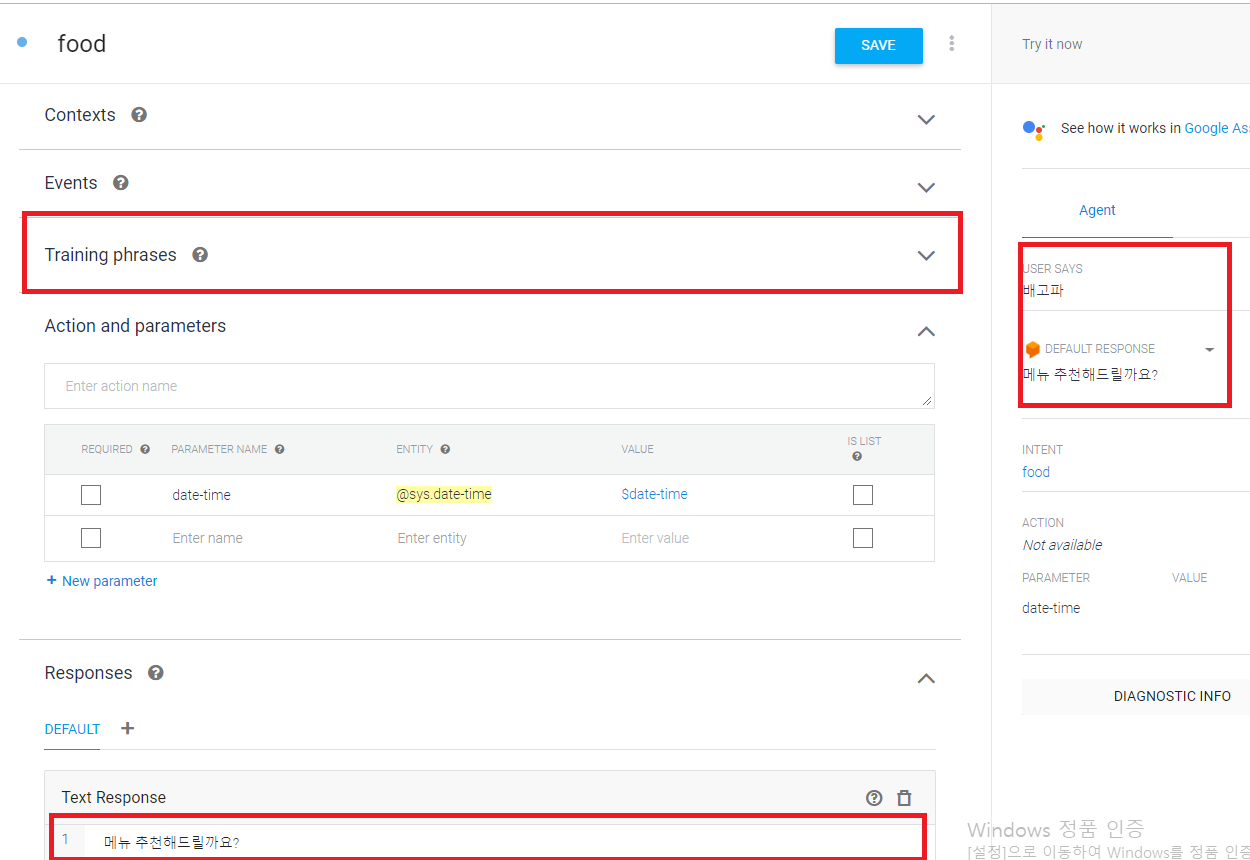 food
SAVE
Try it now
Contexts
See how it works in Google Ass
Events
Agent
Training phrases
USER SAYS
배고파
Action and parameters
DEFAULT RESPONSE
메뉴 추천해드릴까요?
Enter action name
REQUIRED PARAMETER NAME ENTITY VALUE IS LIST
INTENT
food
date-time @sys.date-time $date-time
ACTION
Not available
Enter name Enter entity Enter value
PARAMETER VALUE
+ New parameter
date-time
Responses
DIAGNOSTIC INFO
DEFAULT +
Text Response
1 메뉴 추천해드릴까요?
Windows 정품 인증
[설정]으로 이동하여 Windows를 정품 인증